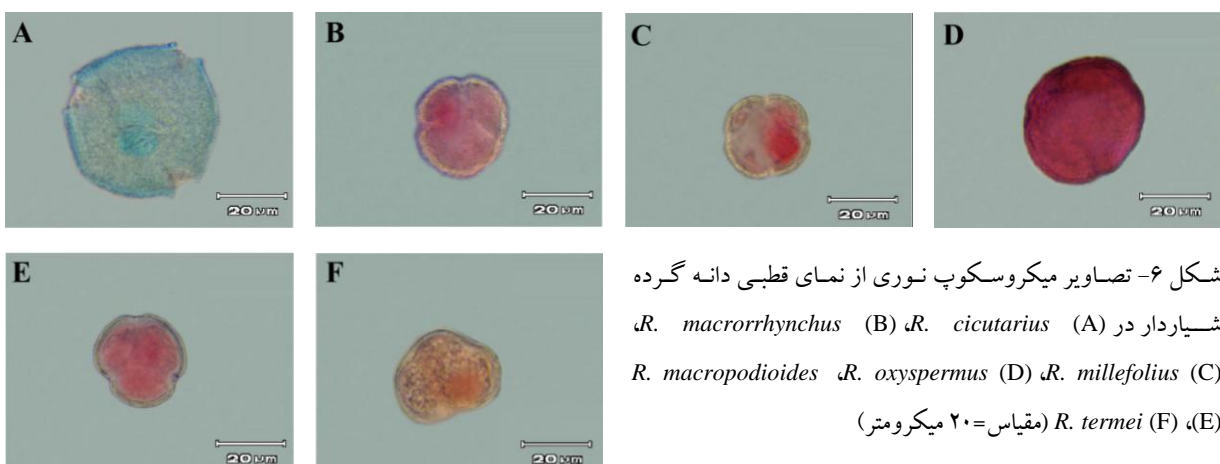 A
B
C
D
20 µm
20 µm
20 µm
20 µm
E
F
20 µm
20 µm
شکل ۶- تصاویر میکروسکوپ نوری از نمای قطبی دانه گرده
شیاردار در R. macrorrhynchus (B) ،R. cicutarius (A)،
R. macropodioides ،R. oxyspermus (D) ،R. millefolius (C)
(E)، R. termei (F) (مقیاس=۲۰ میکرومتر)